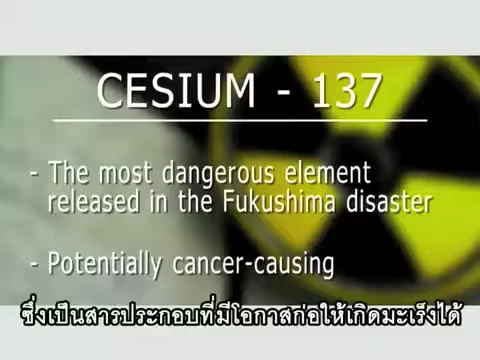 CESIUM - 137
- The most dangerous element
released in the Fukushima disaster
- Potentially cancer-causing
ซึ่งเป็นสารประกอบที่มีโอกาสก่อให้เกิดมะเร็งได้